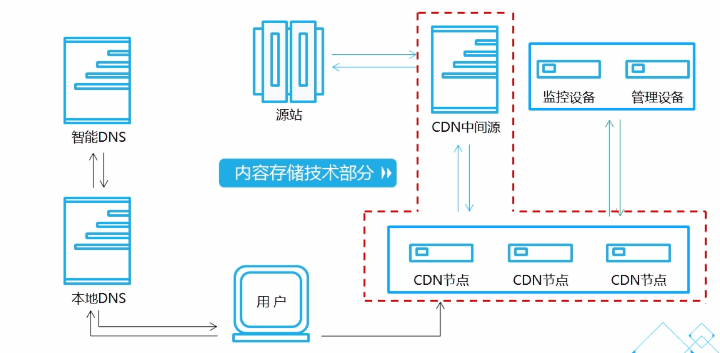 源站
监控设备
管理设备
CDN中间源
智能DNS
内容存储技术部分
CDN节点
CDN节点
CDN节点
本地DNS
用户